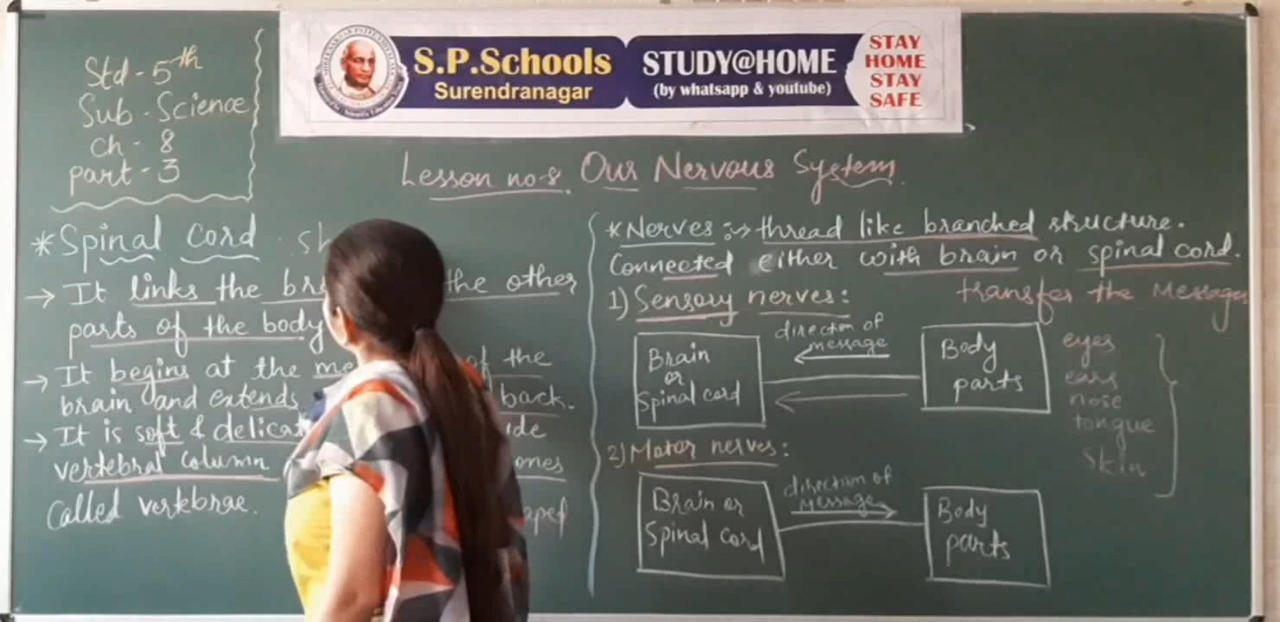 S.P.Schools
Surendranagar
STUDY@HOME
(by whatsapp & youtube)
STAY
HOME
STAY
SAFE
Std - 5th
Sub - Science
Ch - 8
part - 3
Lesson no-8. Our Nervous System
* Spinal Cord
→ It links the the other
parts of the body
→ It begins at the of the
brain and extends back.
→ It is soft &
vertebral column
called vertebrae.
* Nerves :→ thread like branched structure.
Connected either with brain or spinal cord.
1) Sensory nerves :
transfer the Messages
direction of
message
Brain
or
Spinal cord
Body
parts
eyes
ears
nose
tongue
Skin
2) Motor nerves :
direction of
message
Brain or
Spinal cord
Body
parts